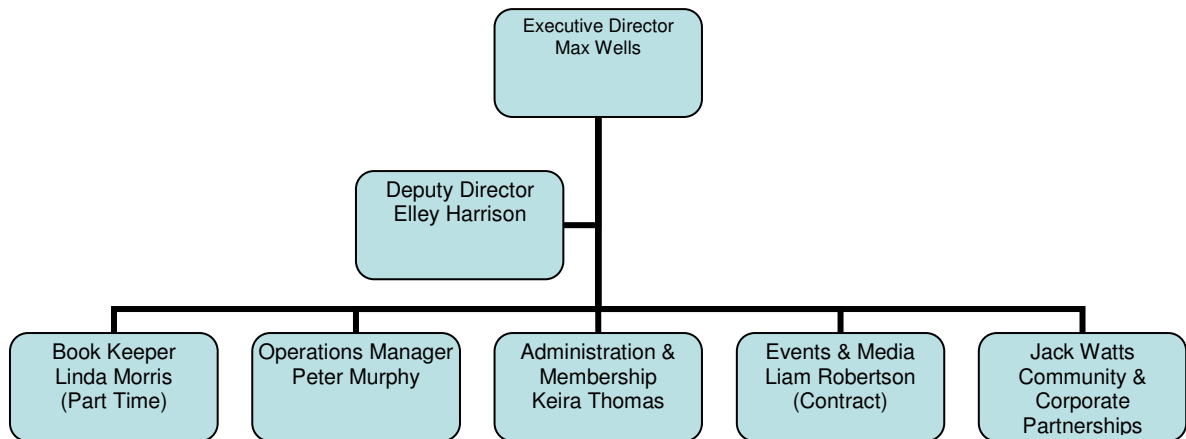 Executive Director
Max Wells
Deputy Director
Elley Harrison
Book Keeper
Linda Morris
(Part Time)
Operations Manager
Peter Murphy
Administration &
Membership
Keira Thomas
Events & Media
Liam Robertson
(Contract)
Jack Watts
Community &
Corporate
Partnerships